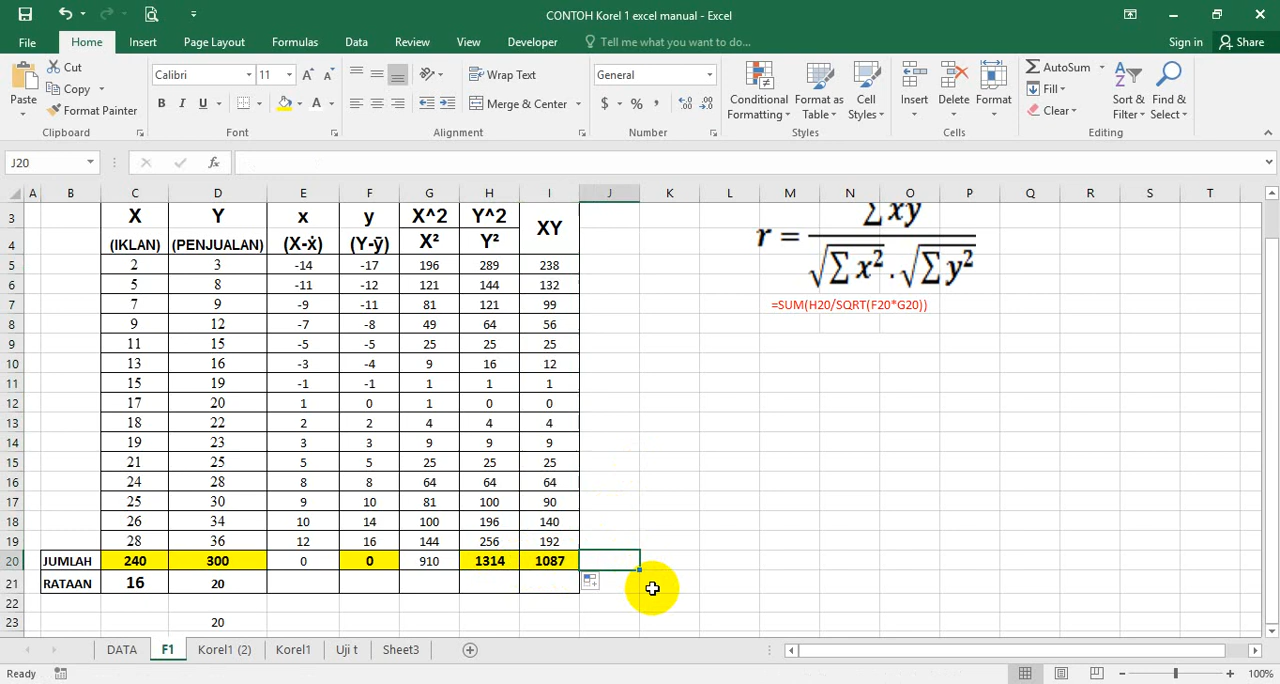 CONTOH Korel 1 excel manual - Excel
File Home Insert Page Layout Formulas Data Review View Developer Tell me what you want to do... Sign in Share
Paste
Cut
Copy
Format Painter
Clipboard
Calibri 11
B I U
Font
Wrap Text
Merge & Center
Alignment
General
$ % ,
Number
Conditional Formatting
Format as Table
Cell Styles
Styles
Insert Delete Format
Cells
AutoSum
Fill
Clear
Sort & Filter
Find & Select
Editing
J20 fx
A B C D E F G H I J K L M N O P Q R S T
3 X Y x y X^2 Y^2 XY
4 (IKLAN) (PENJUALAN) (X-ẋ) (Y-ȳ) X² Y²
5 2 3 -14 -17 196 289 238
6 5 8 -11 -12 121 144 132
7 7 9 -9 -11 81 121 99
8 9 12 -7 -8 49 64 56
9 11 15 -5 -5 25 25 25
10 13 16 -3 -4 9 16 12
11 15 19 -1 -1 1 1 1
12 17 20 1 0 1 0 0
13 18 22 2 2 4 4 4
14 19 23 3 3 9 9 9
15 21 25 5 5 25 25 25
16 24 28 8 8 64 64 64
17 25 30 9 10 81 100 90
18 26 34 10 14 100 196 140
19 28 36 12 16 144 256 192
20 JUMLAH 240 300 0 0 910 1314 1087
21 RATAAN 16 20
22
23 20
r = ∑xy / √∑x² . √∑y²
=SUM(H20/SQRT(F20*G20))
DATA F1 Korel1 (2) Korel1 Uji t Sheet3
Ready 100%